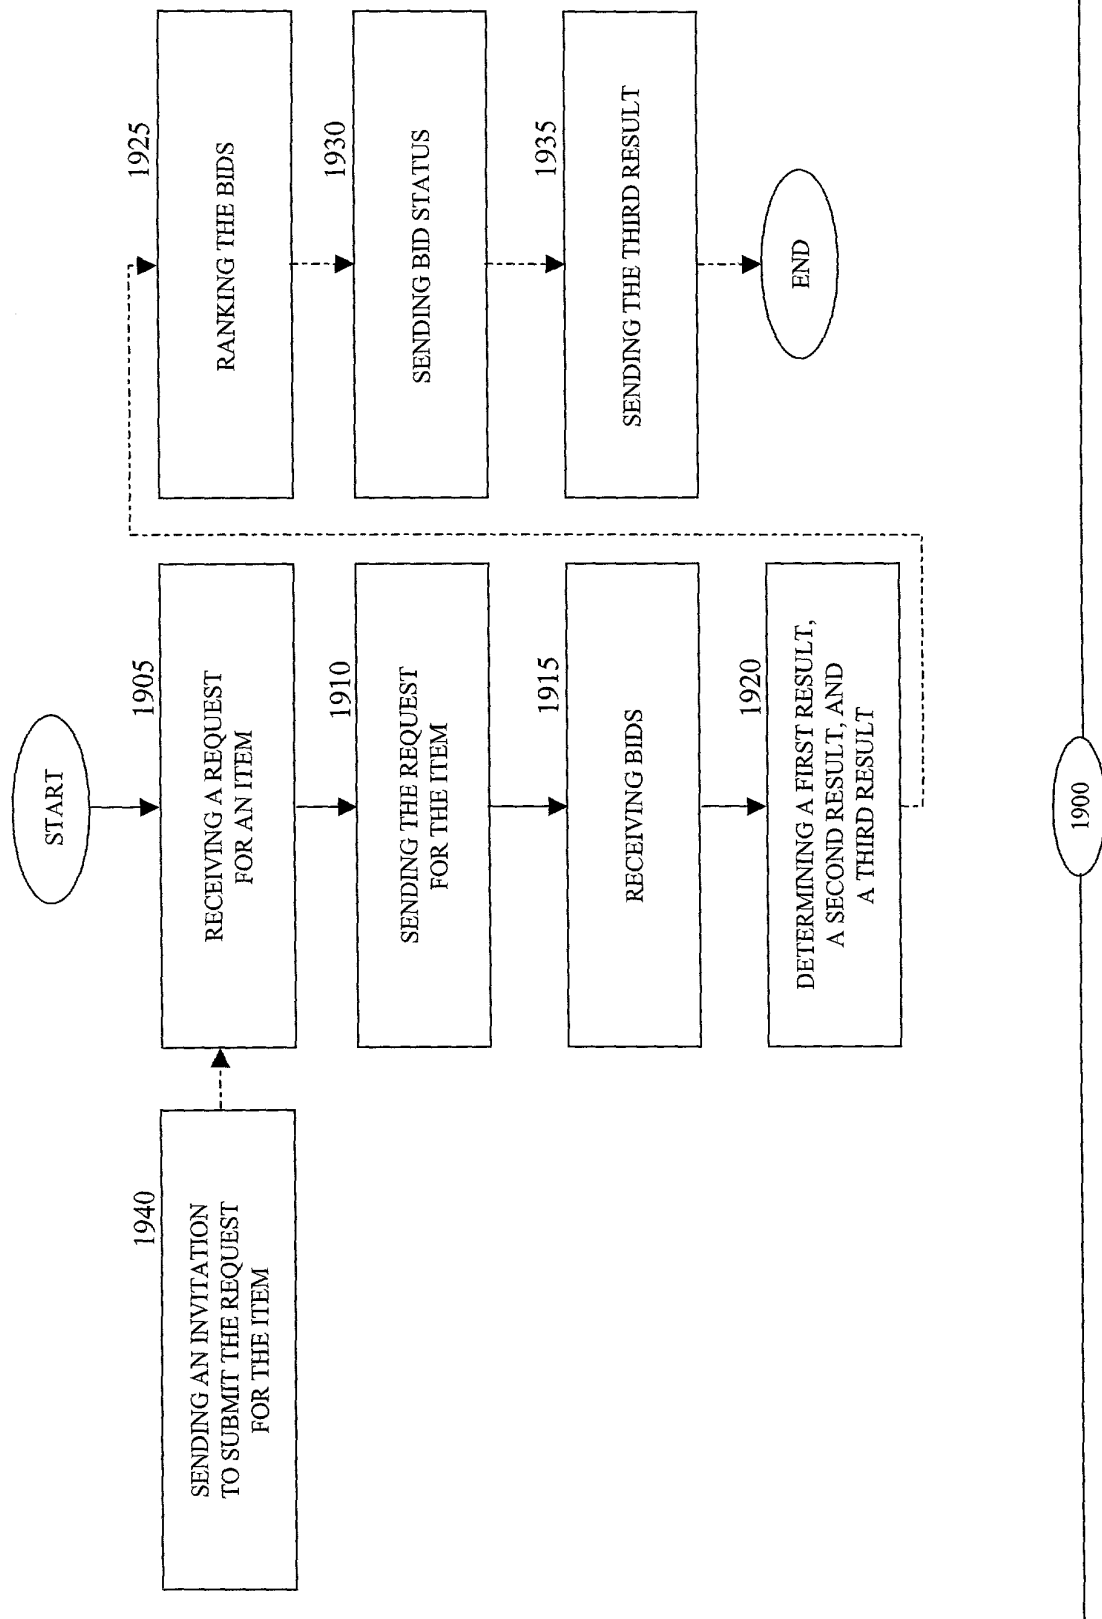 START
1940
SENDING AN INVITATION
TO SUBMIT THE REQUEST
FOR THE ITEM
1905
RECEIVING A REQUEST
FOR AN ITEM
1910
SENDING THE REQUEST
FOR THE ITEM
1915
RECEIVING BIDS
1920
DETERMINING A FIRST RESULT,
A SECOND RESULT, AND
A THIRD RESULT
1925
RANKING THE BIDS
1930
SENDING BID STATUS
1935
SENDING THE THIRD RESULT
END
1900